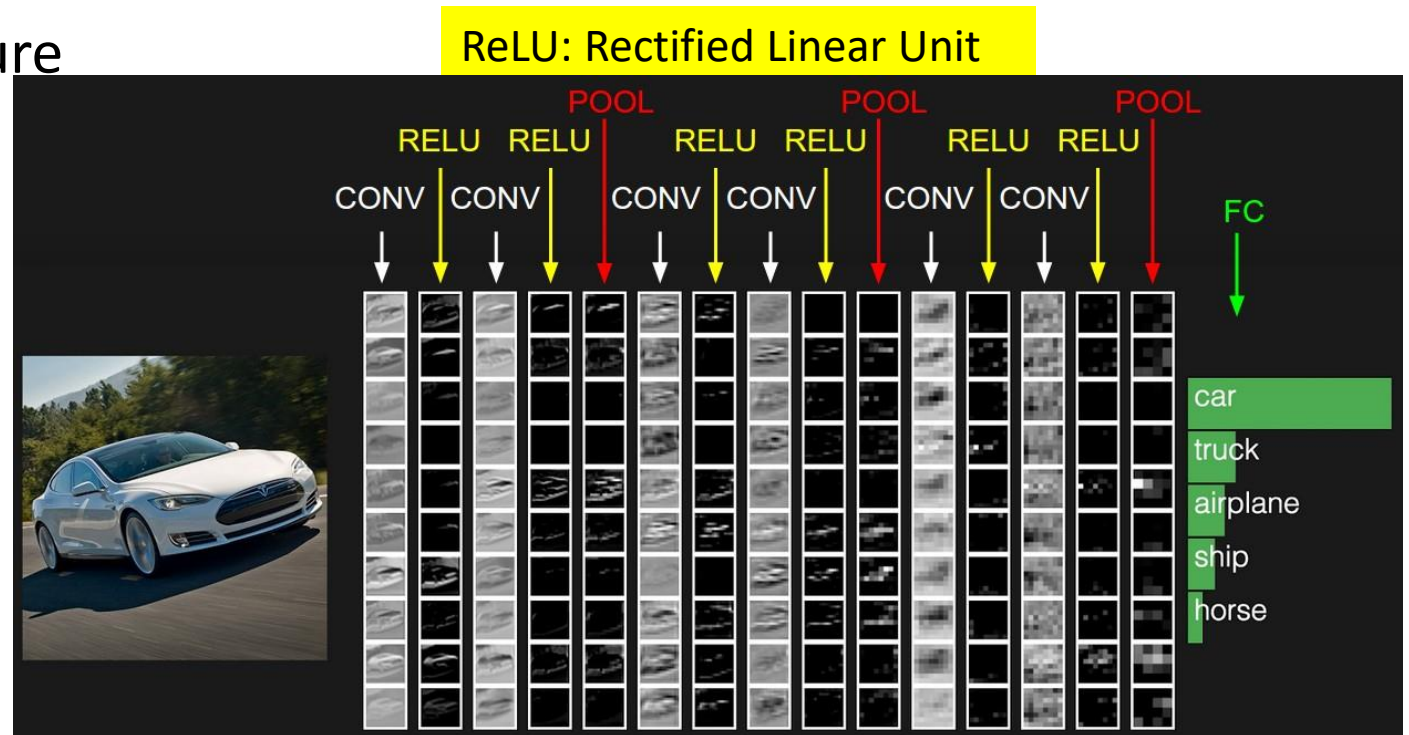 ure
ReLU: Rectified Linear Unit
POOL POOL POOL
RELU RELU RELU RELU RELU RELU
CONV CONV CONV CONV CONV CONV
FC
car
truck
airplane
ship
horse